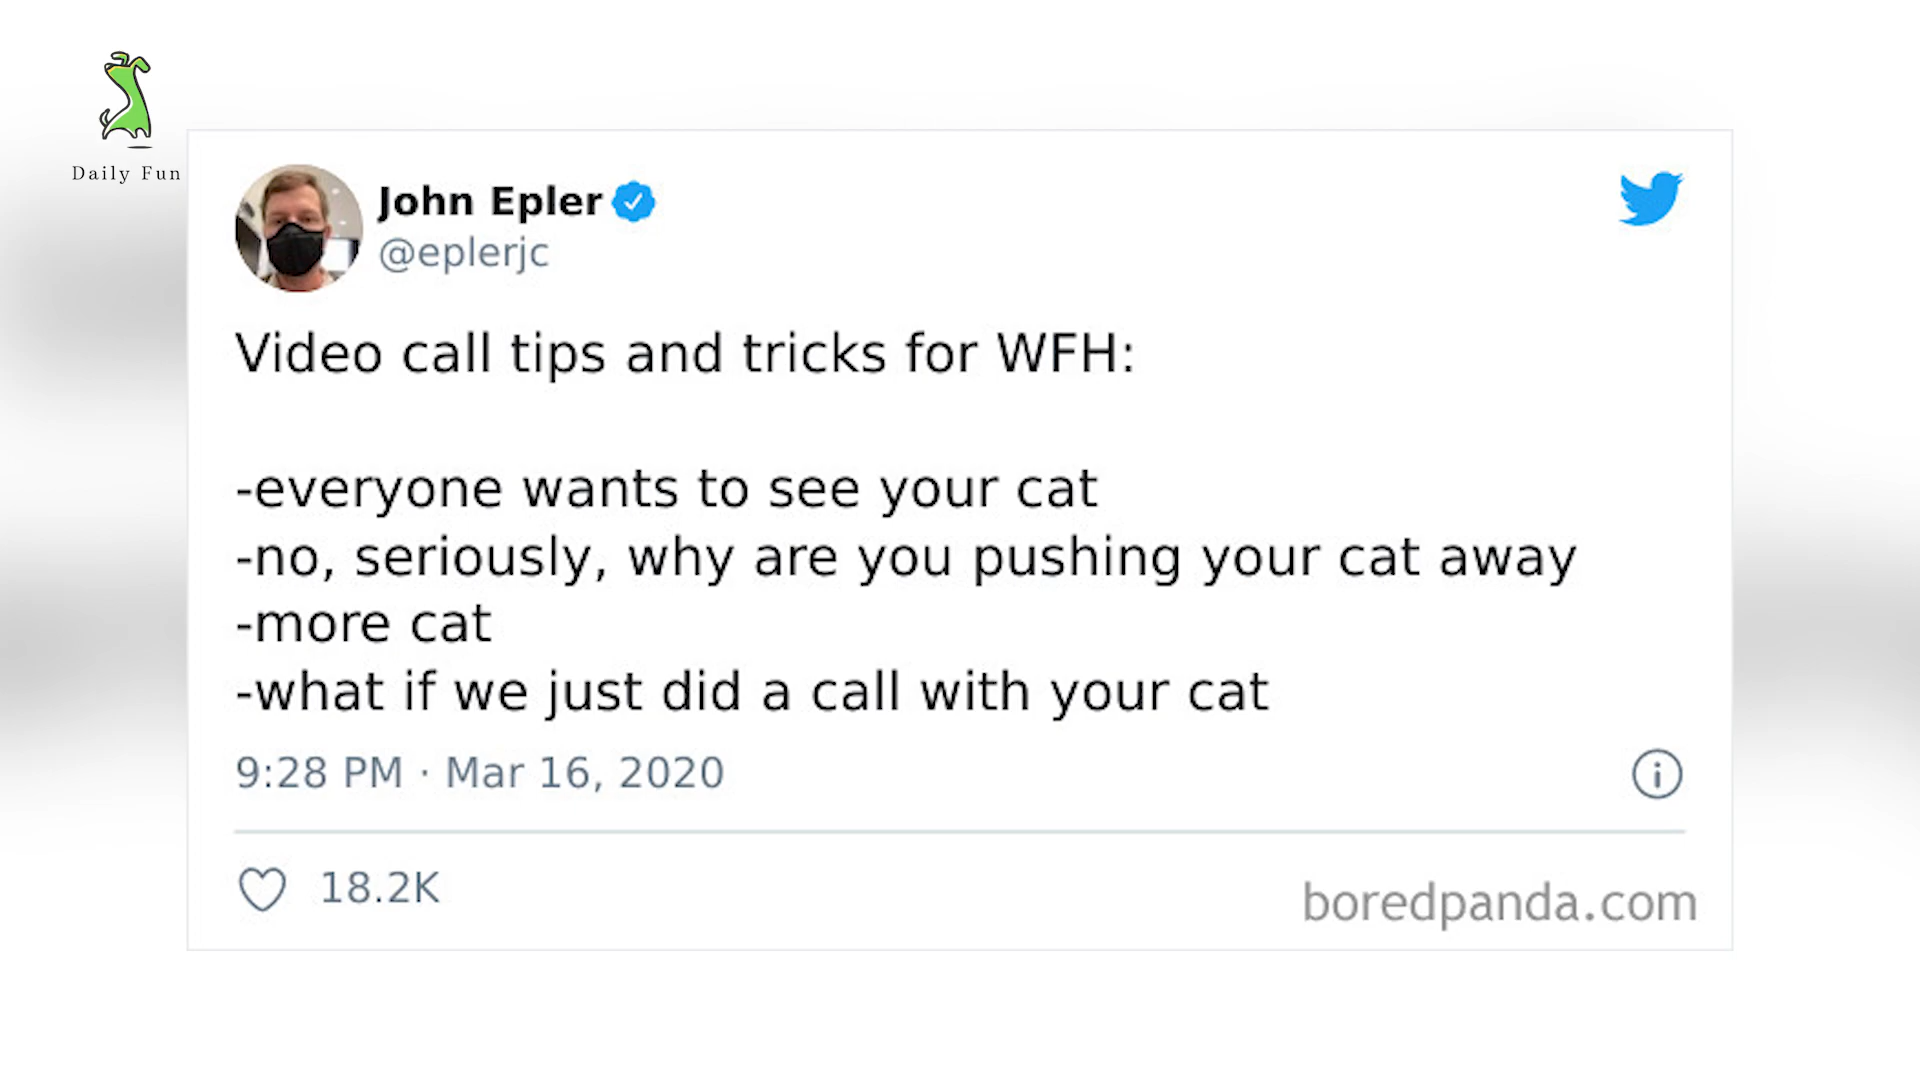 Daily Fun
John Epler
@eplerjc
Video call tips and tricks for WFH:
-everyone wants to see your cat
-no, seriously, why are you pushing your cat away
-more cat
-what if we just did a call with your cat
9:28 PM · Mar 16, 2020
18.2K
boredpanda.com